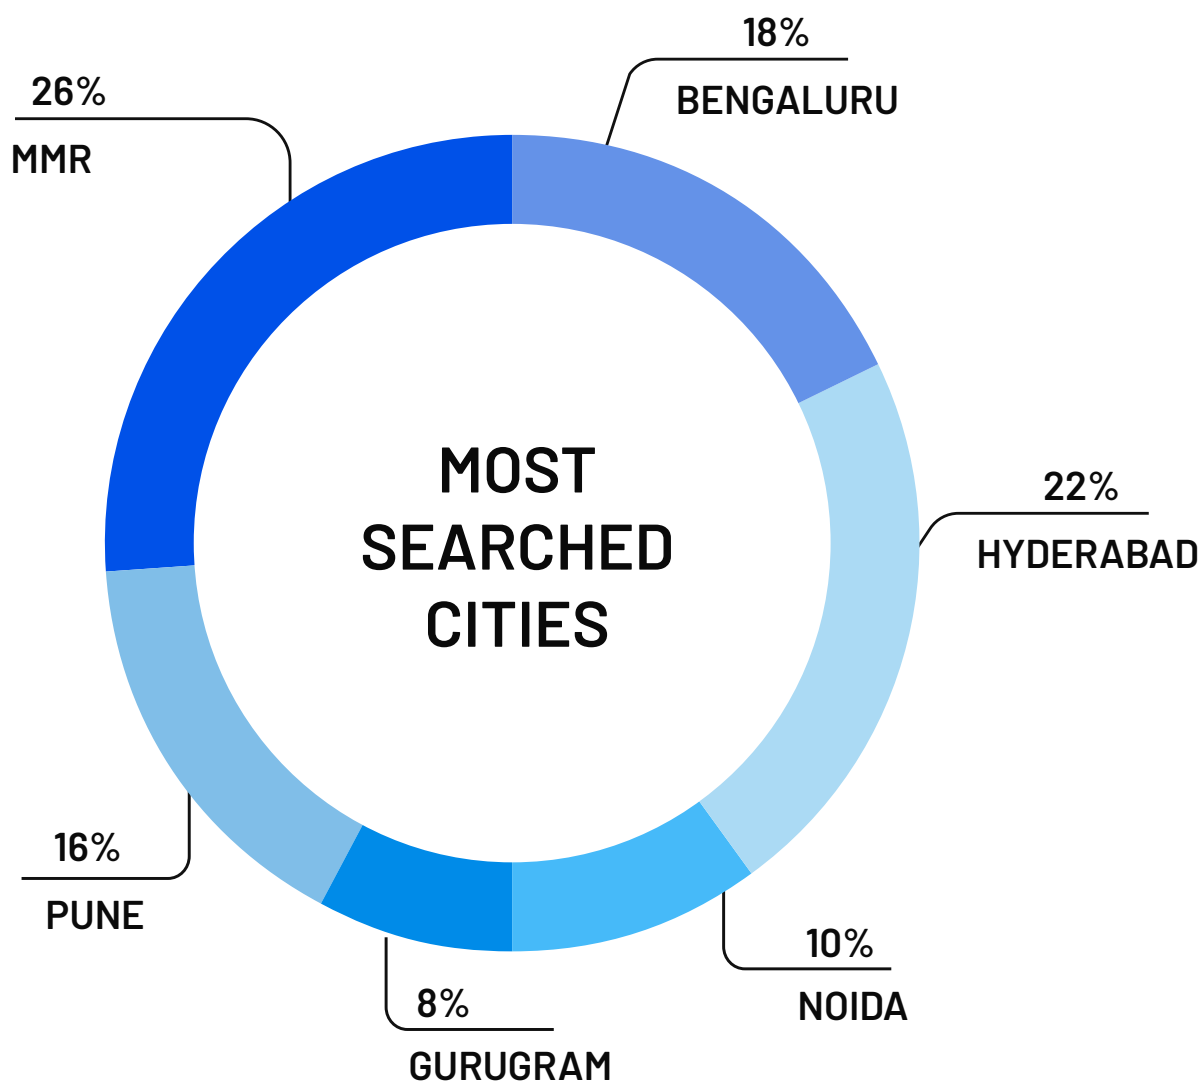 18%
BENGALURU
26%
MMR
MOST
SEARCHED
CITIES
22%
HYDERABAD
16%
PUNE
10%
NOIDA
8%
GURUGRAM